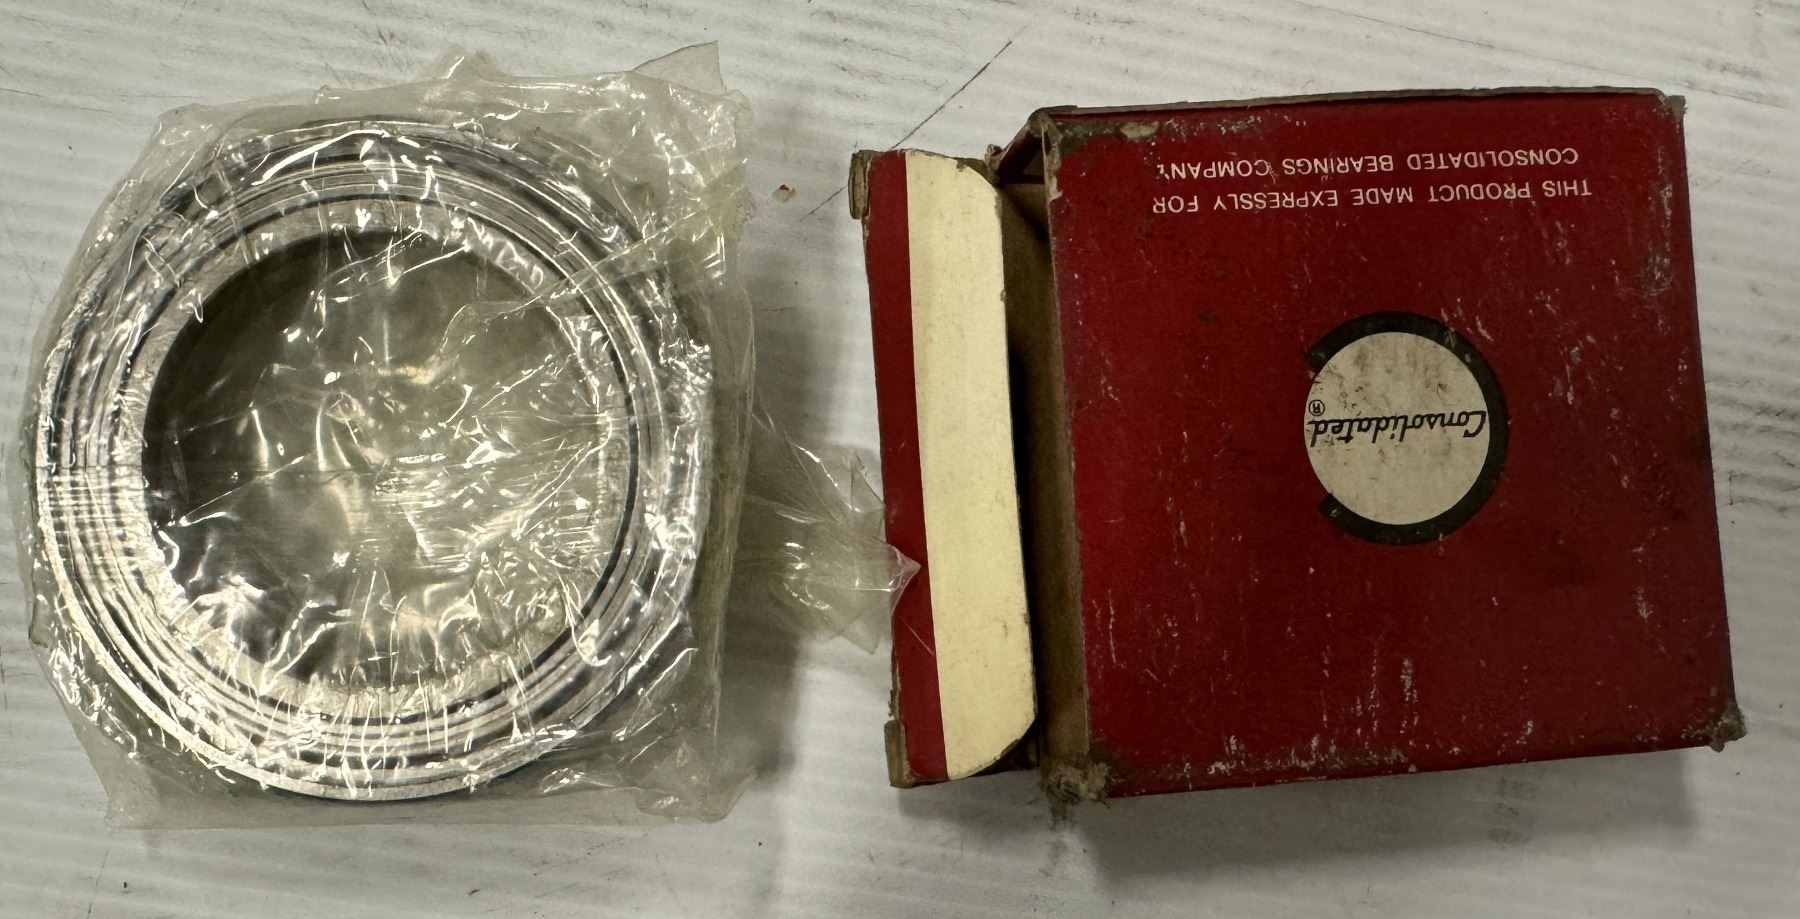 THIS PRODUCT MADE EXPRESSLY FOR
CONSOLIDATED BEARINGS COMPANY
Consolidated ®